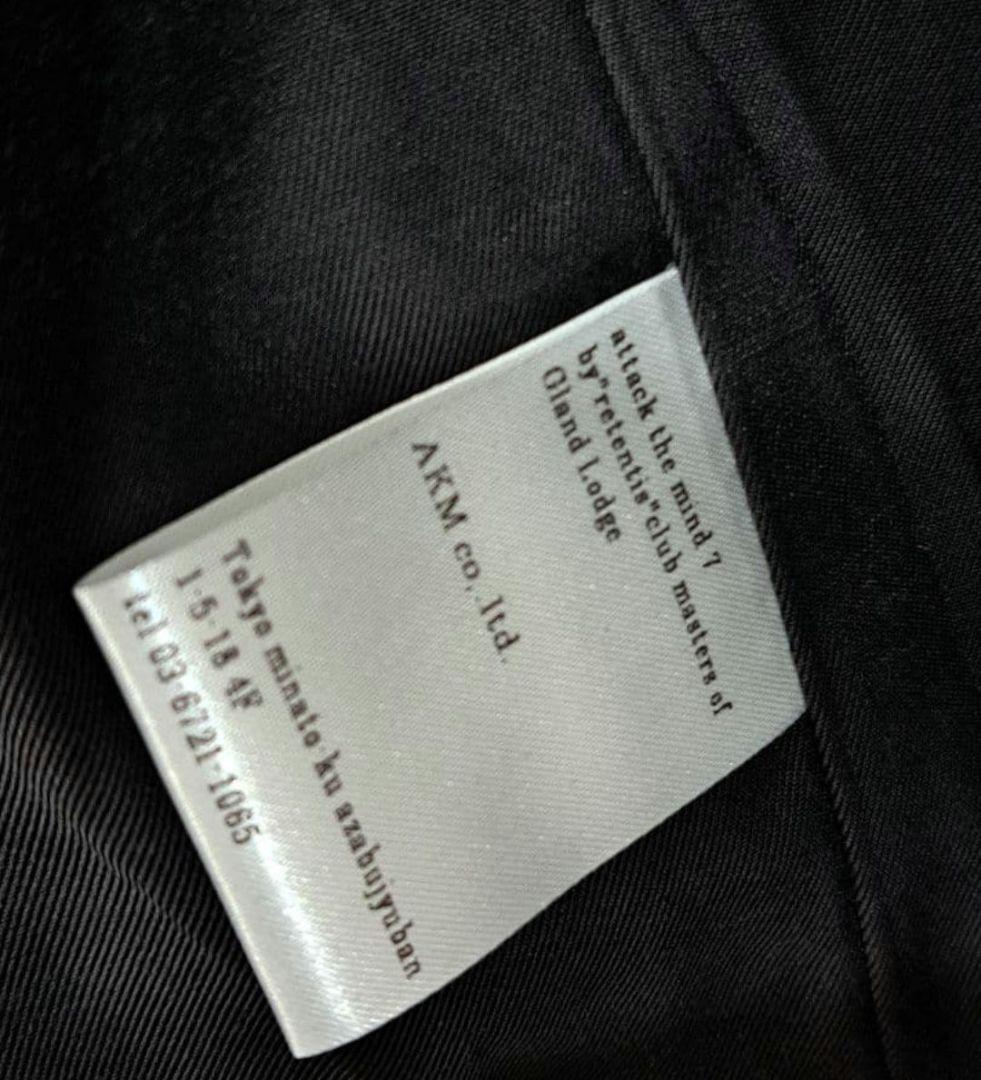 attack the mind 7
by"retentis"club masters of
Gland Lodge
AKM co,.ltd.
Tokyo minato-ku azabujyuban
1-5-18 4F
tel 03-6721-1065